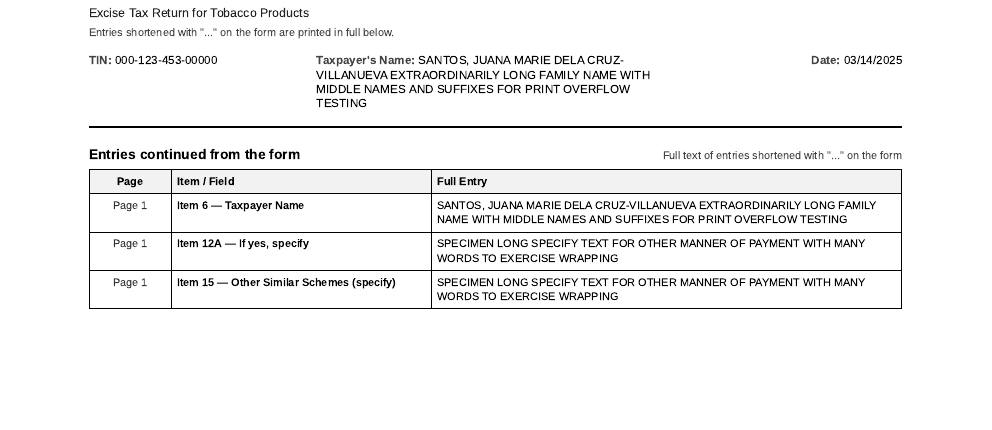 Excise Tax Return for Tobacco Products
Entries shortened with "..." on the form are printed in full below.
TIN: 000-123-453-00000
Taxpayer's Name: SANTOS, JUANA MARIE DELA CRUZ-
VILLANUEVA EXTRAORDINARILY LONG FAMILY NAME WITH
MIDDLE NAMES AND SUFFIXES FOR PRINT OVERFLOW
TESTING
Date: 03/14/2025
Entries continued from the form
Full text of entries shortened with "..." on the form
Page Item / Field Full Entry
Page 1 Item 6 — Taxpayer Name SANTOS, JUANA MARIE DELA CRUZ-VILLANUEVA EXTRAORDINARILY LONG FAMILY
NAME WITH MIDDLE NAMES AND SUFFIXES FOR PRINT OVERFLOW TESTING
Page 1 Item 12A — If yes, specify SPECIMEN LONG SPECIFY TEXT FOR OTHER MANNER OF PAYMENT WITH MANY
WORDS TO EXERCISE WRAPPING
Page 1 Item 15 — Other Similar Schemes (specify) SPECIMEN LONG SPECIFY TEXT FOR OTHER MANNER OF PAYMENT WITH MANY
WORDS TO EXERCISE WRAPPING